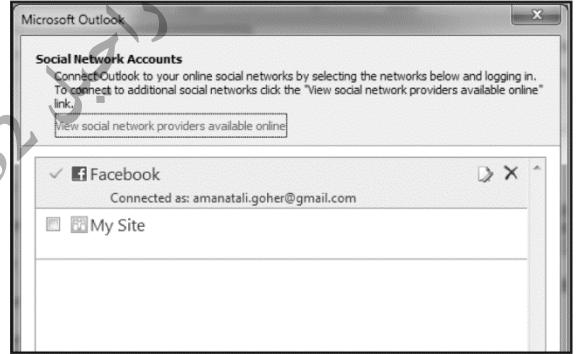 Microsoft Outlook
Social Network Accounts
Connect Outlook to your online social networks by selecting the networks below and logging in.
To connect to additional social networks click the "View social network providers available online"
link.
View social network providers available online
Facebook
Connected as: amanatali.goher@gmail.com
My Site